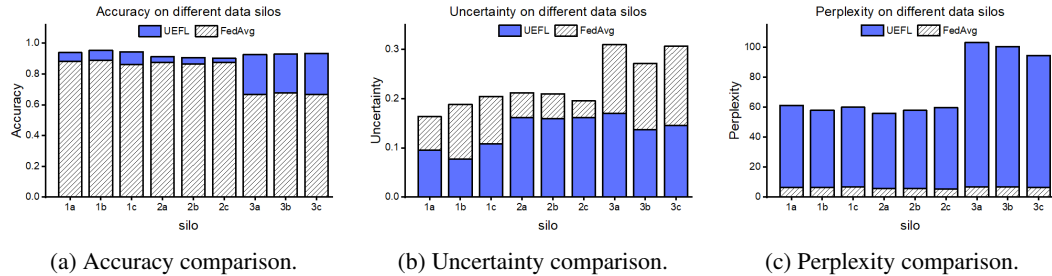 Accuracy on different data silos
UEFL FedAvg
Accuracy
1.0
0.8
0.6
0.4
0.2
0.0
1a 1b 1c 2a 2b 2c 3a 3b 3c
silo
(a) Accuracy comparison.
Uncertainty on different data silos
UEFL FedAvg
Uncertainty
0.3
0.2
0.1
0.0
1a 1b 1c 2a 2b 2c 3a 3b 3c
silo
(b) Uncertainty comparison.
Perplexity on different data silos
UEFL FedAvg
Perplexity
100
80
60
40
20
0
1a 1b 1c 2a 2b 2c 3a 3b 3c
silo
(c) Perplexity comparison.